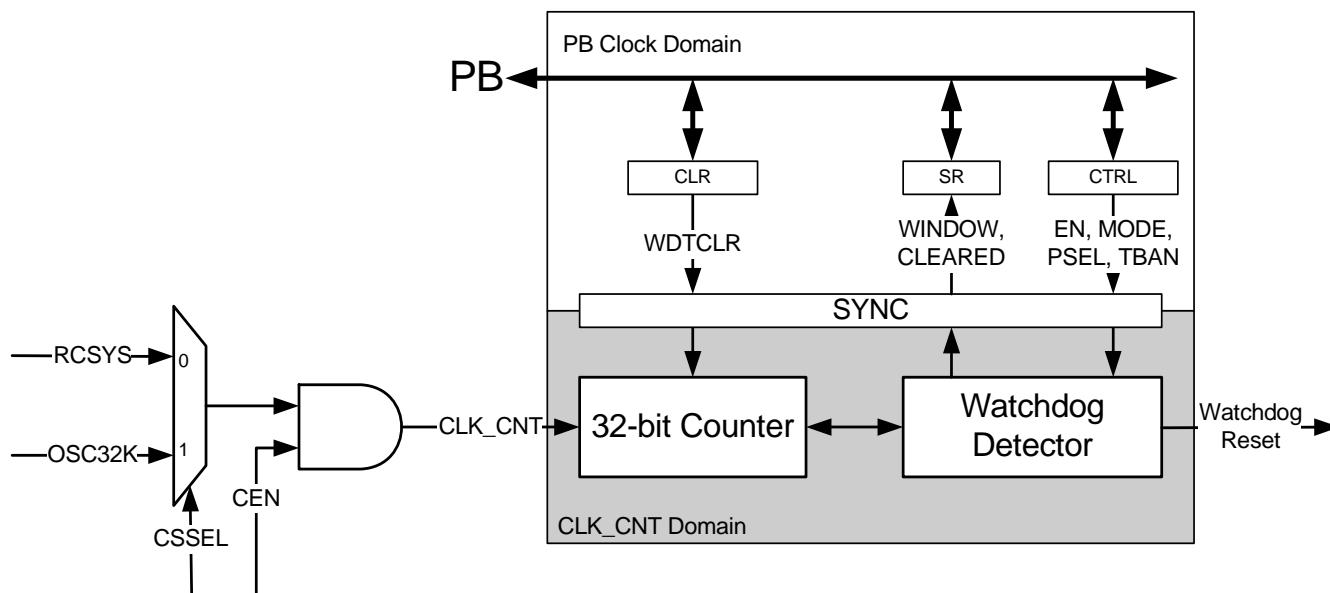 PB Clock Domain
PB
CLR
SR
CTRL
WDTCLR
WINDOW,
CLEARED
EN, MODE,
PSEL, TBAN
SYNC
RCSYS
0
OSC32K
1
CSSEL
CEN
CLK_CNT
32-bit Counter
Watchdog
Detector
Watchdog
Reset
CLK_CNT Domain